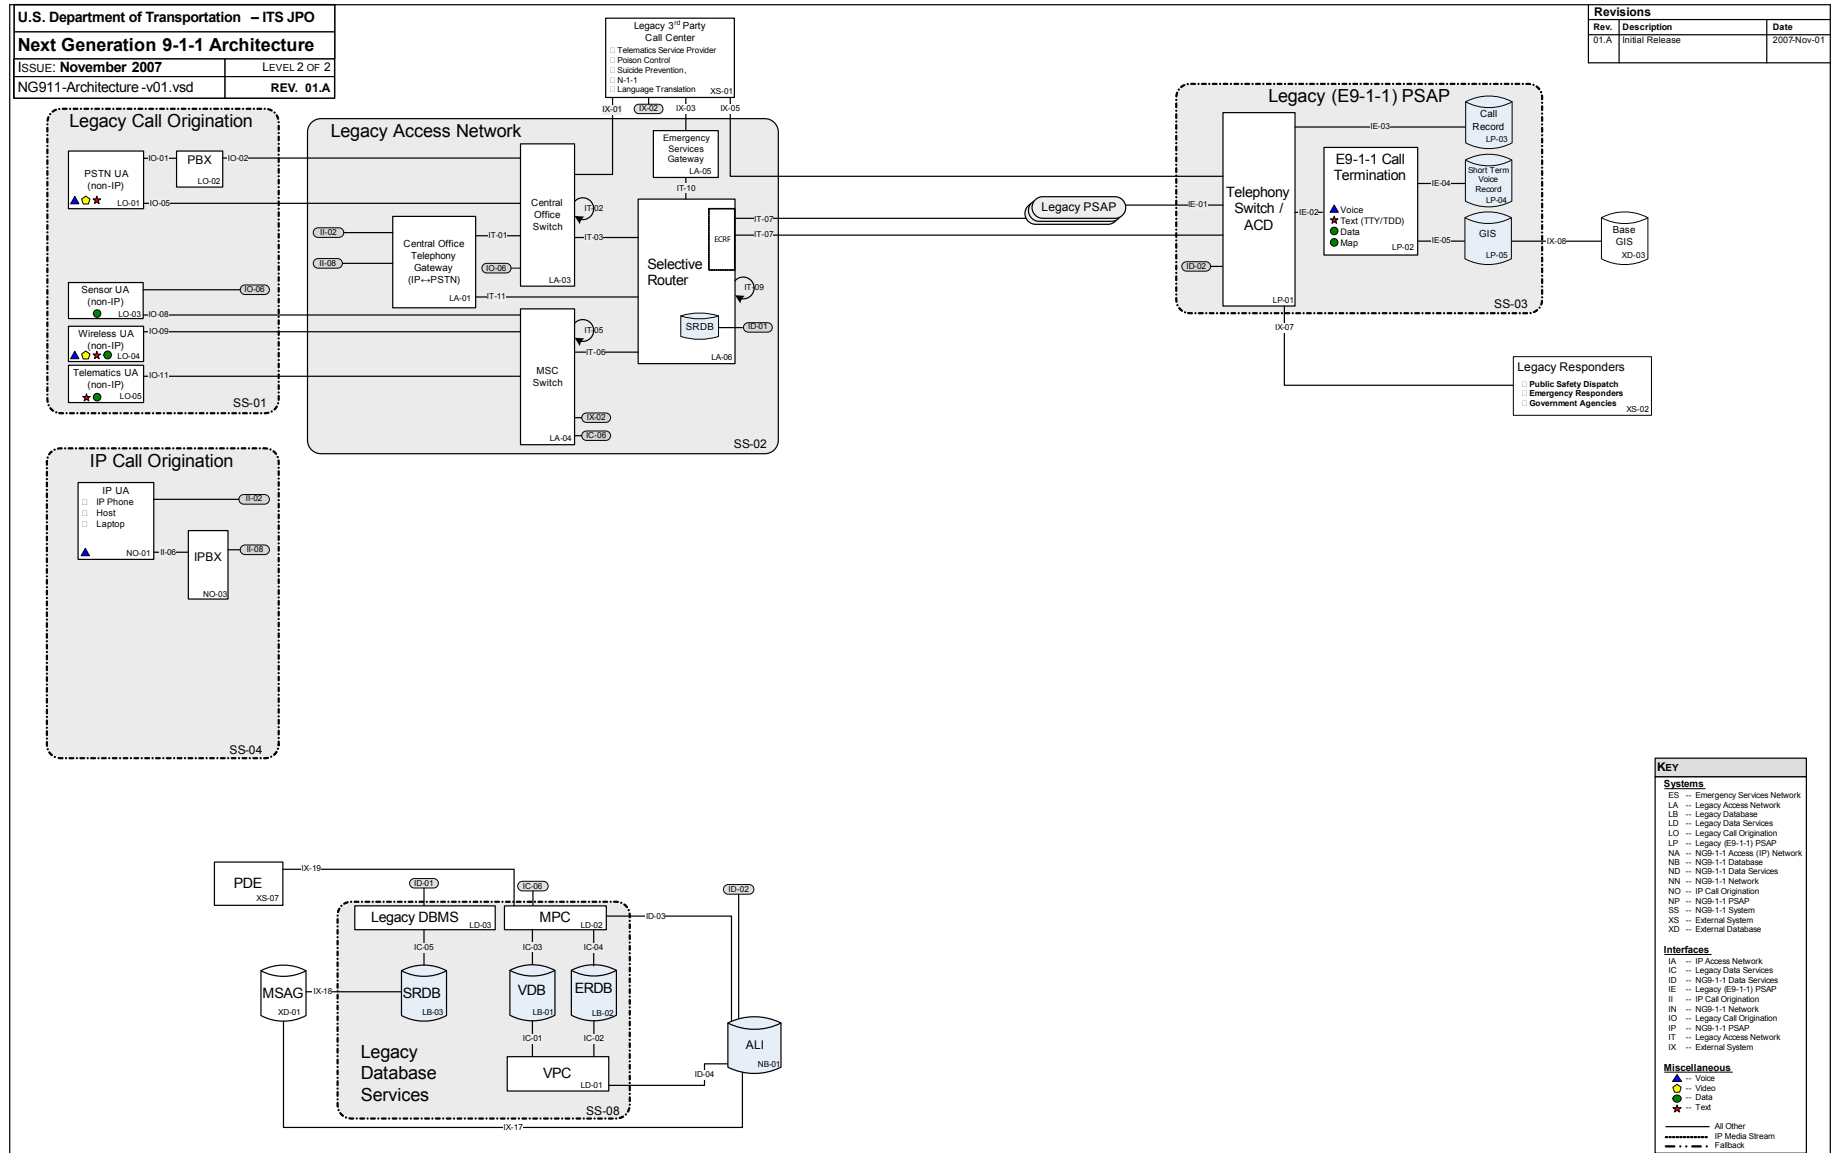 U.S. Department of Transportation – ITS JPO
Next Generation 9-1-1 Architecture
ISSUE: November 2007
LEVEL 2 OF 2
NG911-Architecture -v01.vsd
REV. 01.A
Revisions
Rev. Description Date
01.A Initial Release 2007-Nov-01
Legacy 3rd Party
Call Center
Telematics Service Provider
Poison Control
Suicide Prevention,
N-1-1
Language Translation
XS-01
IX-01
IX-02
IX-03
IX-05
Legacy Call Origination
PSTN UA
(non-IP)
LO-01
IO-01
PBX
LO-02
IO-02
IO-05
Sensor UA
(non-IP)
LO-03
IO-06
IO-08
Wireless UA
(non-IP)
LO-04
IO-09
Telematics UA
(non-IP)
LO-05
IO-11
SS-01
Legacy Access Network
Central
Office
Switch
LA-03
IT-02
IT-03
II-02
II-08
Central Office
Telephony
Gateway
(IP↔PSTN)
LA-01
IT-01
IO-06
IT-11
MSC
Switch
LA-04
IT-05
IT-06
IX-02
IC-06
Emergency
Services
Gateway
LA-05
IT-10
Selective
Router
ECRF
SRDB
LA-06
IT-07
IT-07
IT-09
ID-01
SS-02
Legacy PSAP
Legacy (E9-1-1) PSAP
IE-01
ID-02
Telephony
Switch /
ACD
LP-01
IE-02
IE-03
Call
Record
LP-03
E9-1-1 Call
Termination
Voice
Text (TTY/TDD)
Data
Map
LP-02
IE-04
Short Term
Voice
Record
LP-04
IE-05
GIS
LP-05
SS-03
IX-08
Base
GIS
XD-03
IX-07
Legacy Responders
Public Safety Dispatch
Emergency Responders
Government Agencies
XS-02
IP Call Origination
IP UA
IP Phone
Host
Laptop
NO-01
II-02
II-06
IPBX
NO-03
II-08
SS-04
PDE
XS-07
IX-19
ID-01
IC-06
ID-02
Legacy DBMS
LD-03
MPC
LD-02
ID-03
IC-05
IC-03
IC-04
MSAG
XD-01
IX-18
SRDB
LB-03
VDB
LB-01
ERDB
LB-02
IC-01
IC-02
VPC
LD-01
ID-04
ALI
NB-01
Legacy
Database
Services
SS-08
IX-17
KEY
Systems
ES -- Emergency Services Network
LA -- Legacy Access Network
LB -- Legacy Database
LD -- Legacy Data Services
LO -- Legacy Call Origination
LP -- Legacy (E9-1-1) PSAP
NA -- NG9-1-1 Access (IP) Network
NB -- NG9-1-1 Database
ND -- NG9-1-1 Data Services
NN -- NG9-1-1 Network
NO -- IP Call Origination
NP -- NG9-1-1 PSAP
SS -- NG9-1-1 System
XS -- External System
XD -- External Database
Interfaces
IA -- IP Access Network
IC -- Legacy Data Services
ID -- NG9-1-1 Data Services
IE -- Legacy (E9-1-1) PSAP
II -- IP Call Origination
IN -- NG9-1-1 Network
IO -- Legacy Call Origination
IP -- NG9-1-1 PSAP
IT -- Legacy Access Network
IX -- External System
Miscellaneous
-- Voice
-- Video
-- Data
-- Text
All Other
IP Media Stream
Fallback